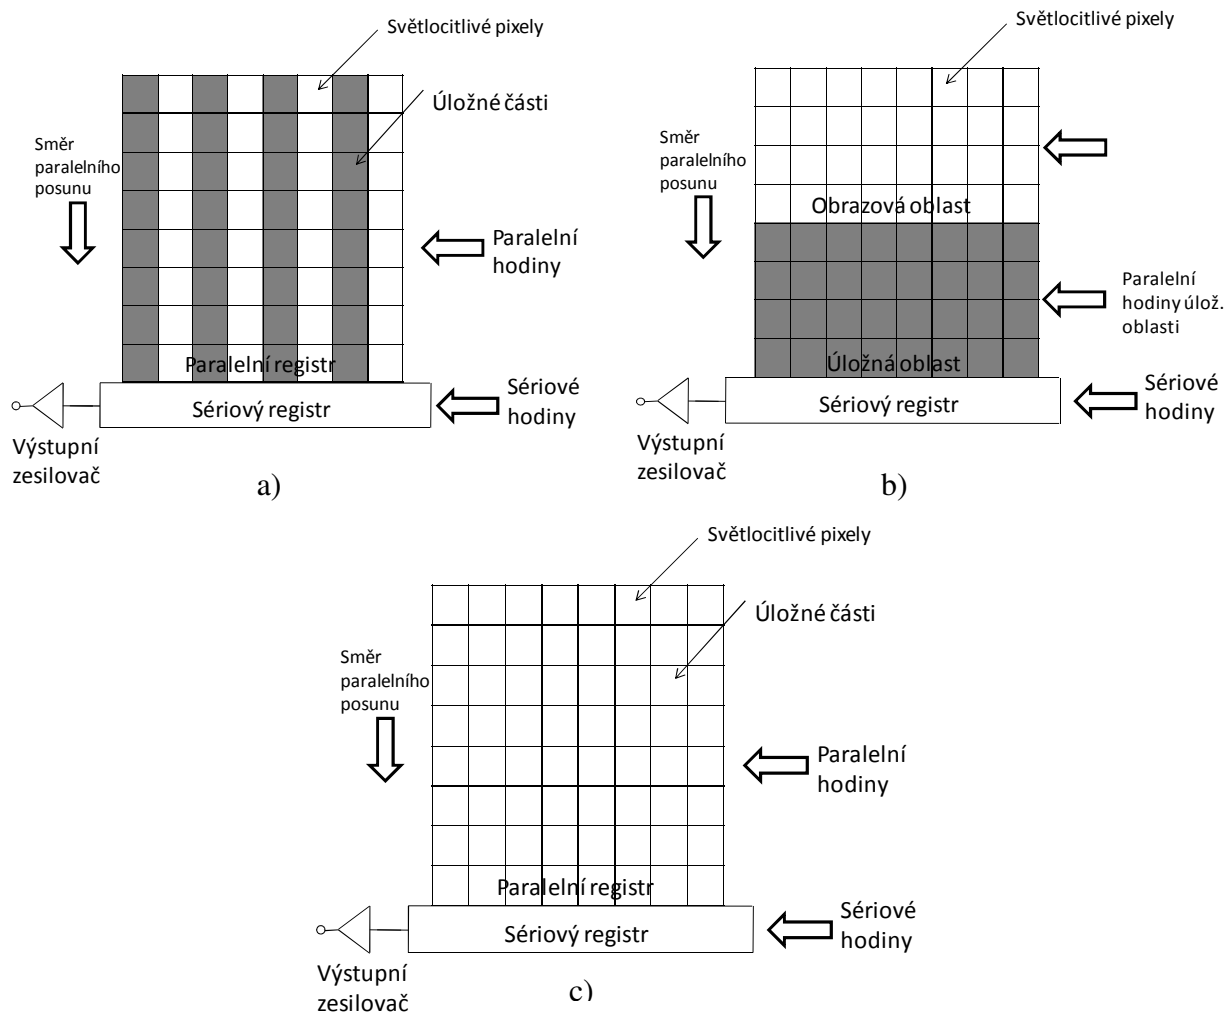 Světlocitlivé pixely
Úložné části
Směr
paralelního
posunu
Paralelní
hodiny
Paralelní registr
Sériový registr
Sériové
hodiny
Výstupní
zesilovač
a)
Světlocitlivé pixely
Směr
paralelního
posunu
Obrazová oblast
Paralelní
hodiny úlož.
oblasti
Úložná oblast
Sériový registr
Sériové
hodiny
Výstupní
zesilovač
b)
Světlocitlivé pixely
Úložné části
Směr
paralelního
posunu
Paralelní
hodiny
Paralelní registr
Sériový registr
Sériové
hodiny
Výstupní
zesilovač
c)